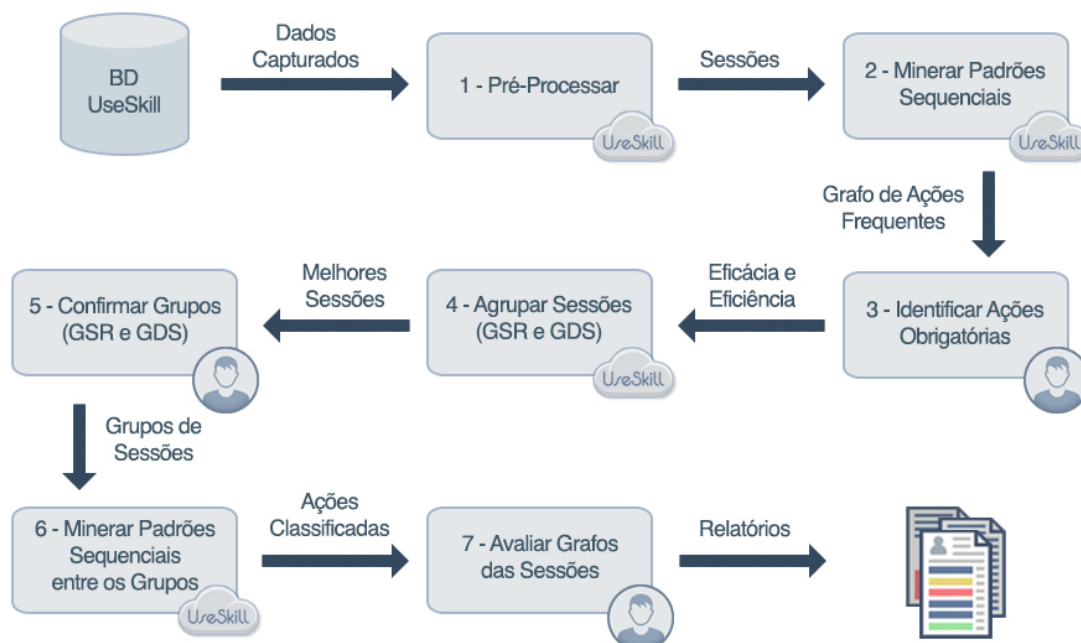 BD
UseSkill
Dados
Capturados
1 - Pré-Processar
UseSkill
Sessões
2 - Minerar Padrões
Sequenciais
UseSkill
Grafo de Ações
Frequentes
3 - Identificar Ações
Obrigatórias
Eficácia e
Eficiência
4 - Agrupar Sessões
(GSR e GDS)
UseSkill
Melhores
Sessões
5 - Confirmar Grupos
(GSR e GDS)
Grupos de
Sessões
6 - Minerar Padrões
Sequenciais
entre os Grupos
UseSkill
Ações
Classificadas
7 - Avaliar Grafos
das Sessões
Relatórios